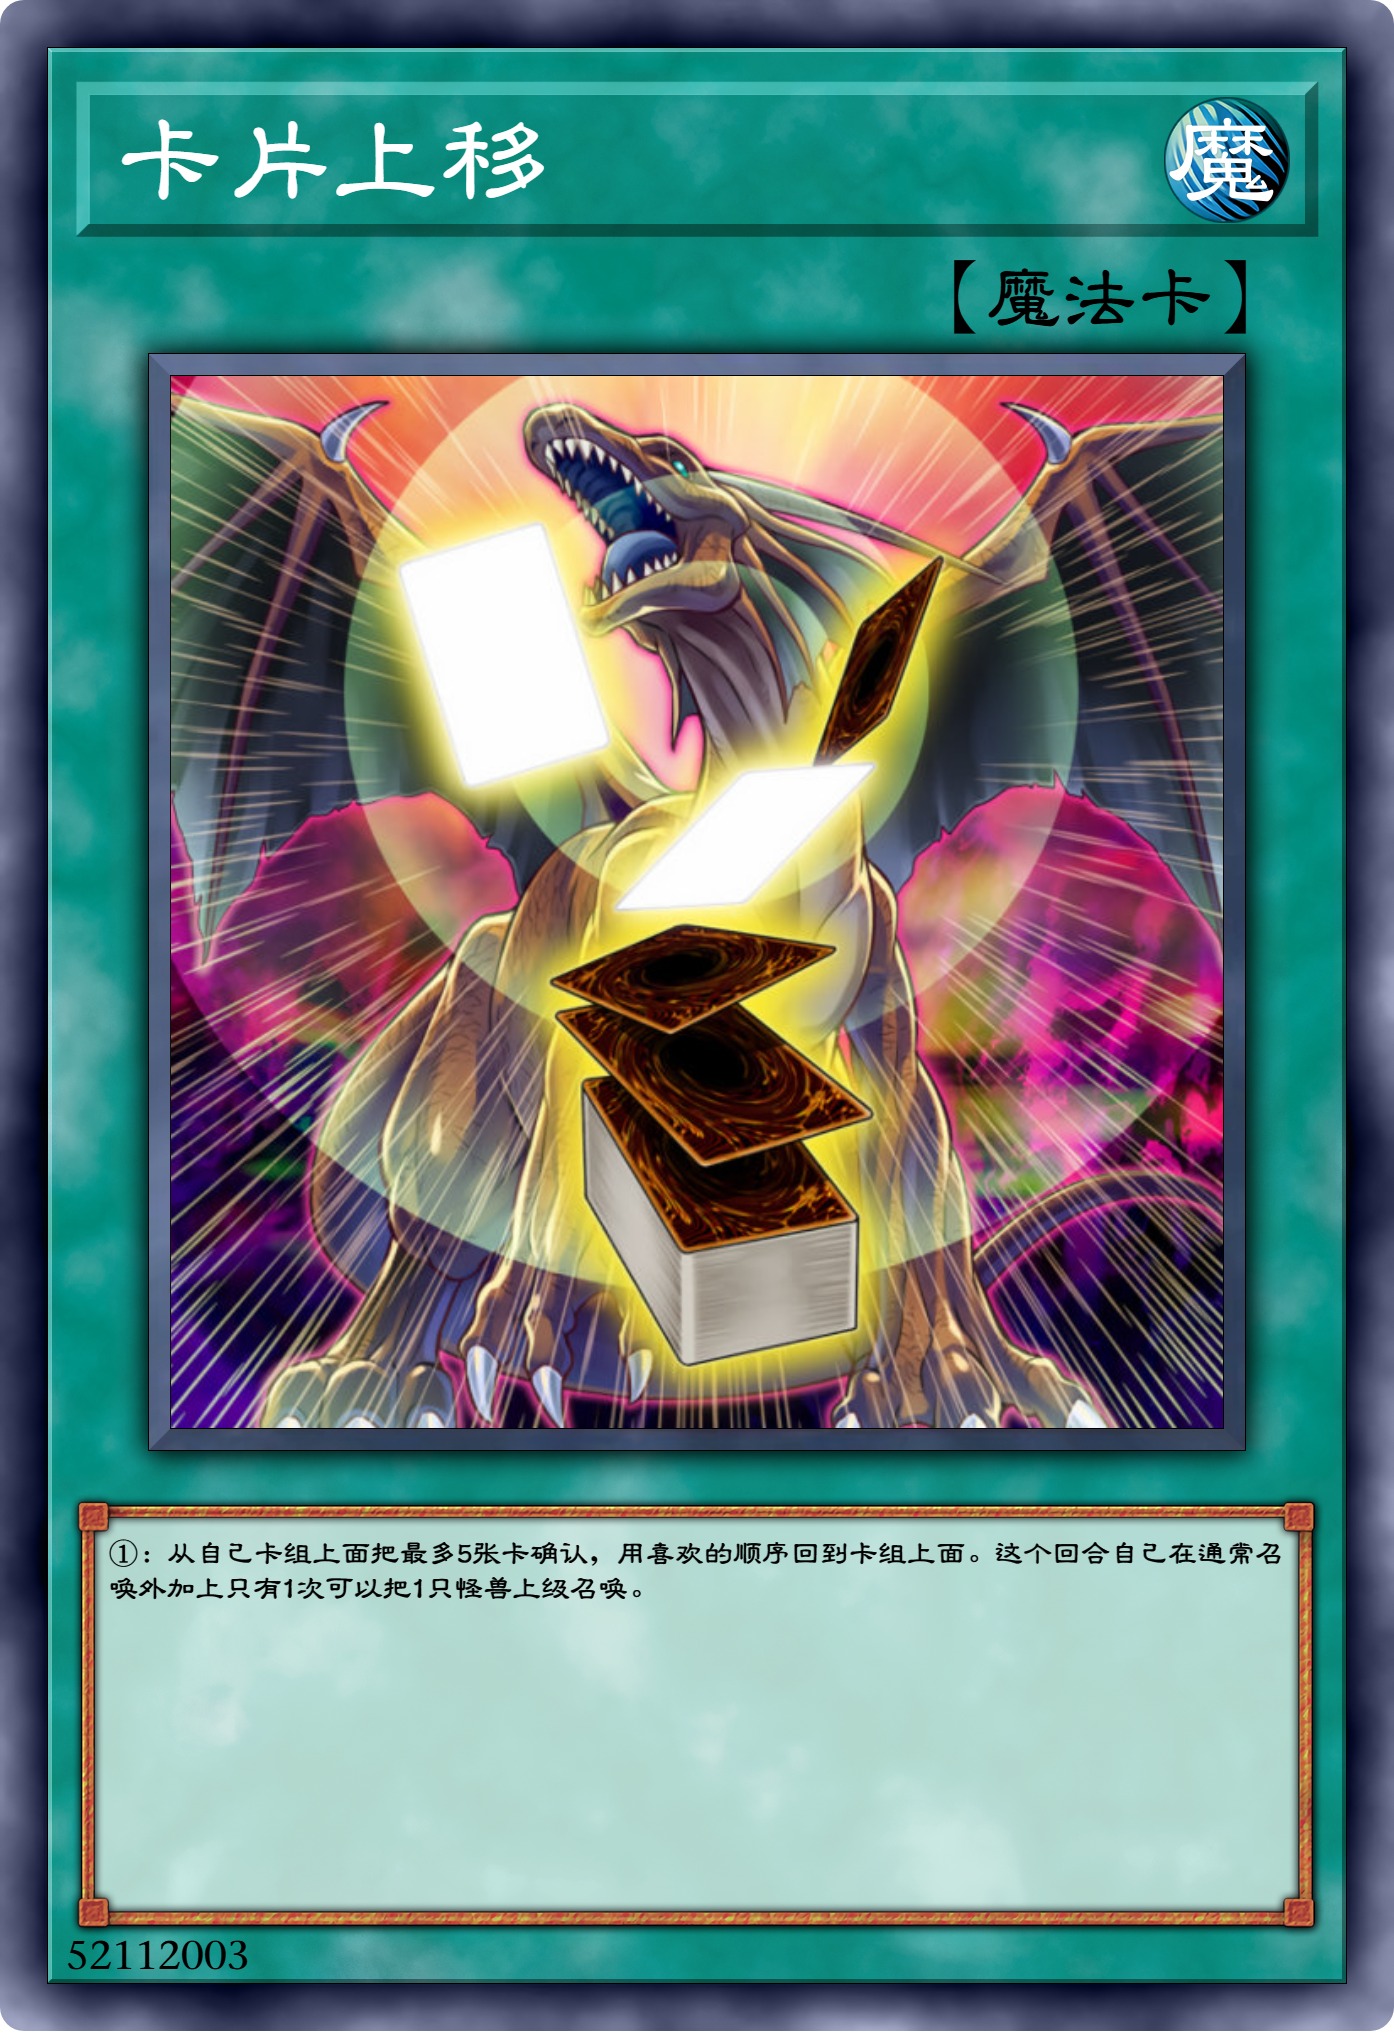 卡片上移
魔
【魔法卡】
①：从自己卡组上面把最多5张卡确认，用喜欢的顺序回到卡组上面。这个回合自己在通常召
唤外加上只有1次可以把1只怪兽上级召唤。
52112003